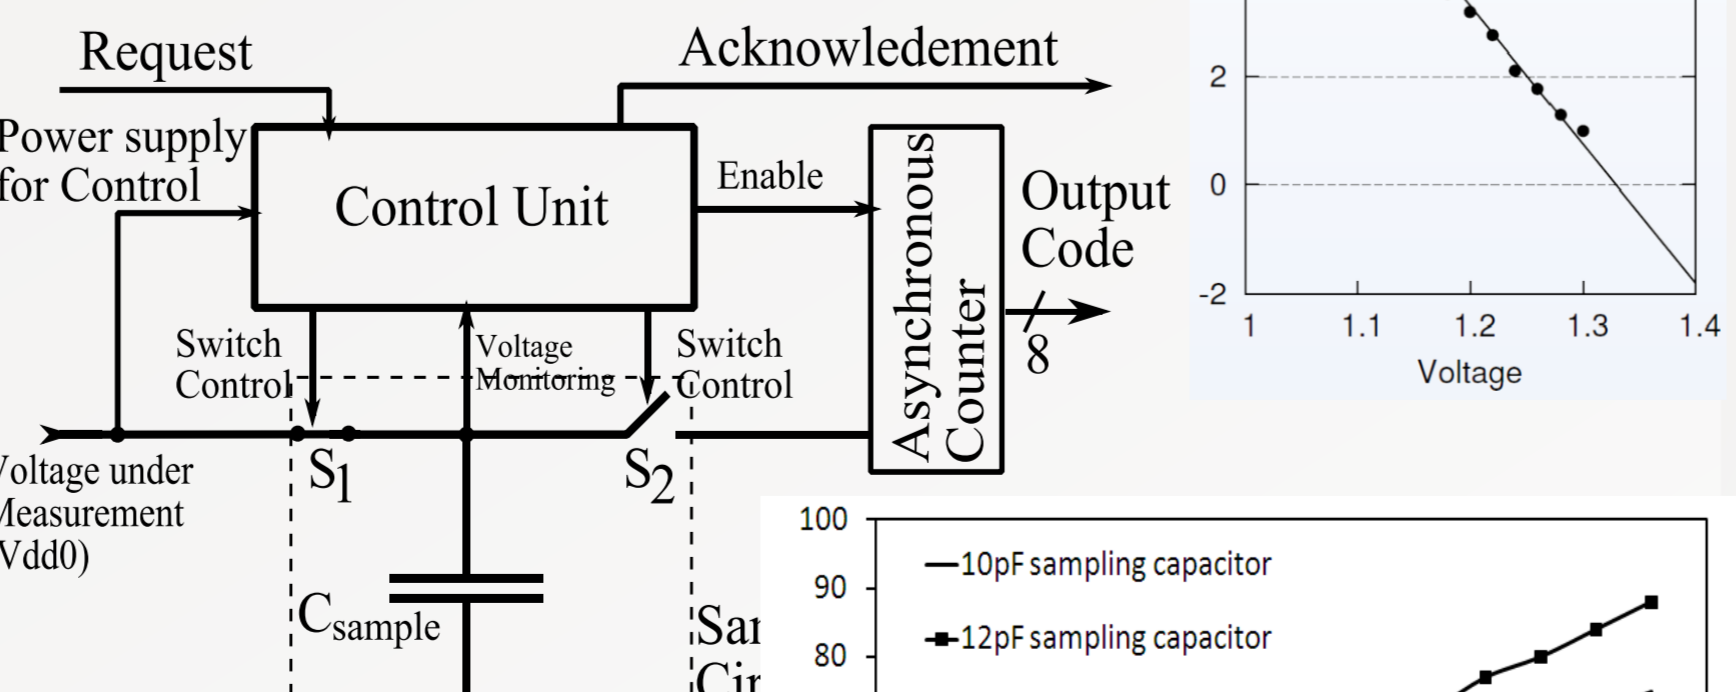 Request
Acknowledement
Power supply
for Control
Control Unit
Enable
Asynchronous
Counter
Output
Code
8
Switch
Control
Voltage
Monitoring
Switch
Control
S1
S2
Voltage under
Measurement
Vdd0)
Csample
2
0
-2
1 1.1 1.2 1.3 1.4
Voltage
100
90
80
10pF sampling capacitor
12pF sampling capacitor